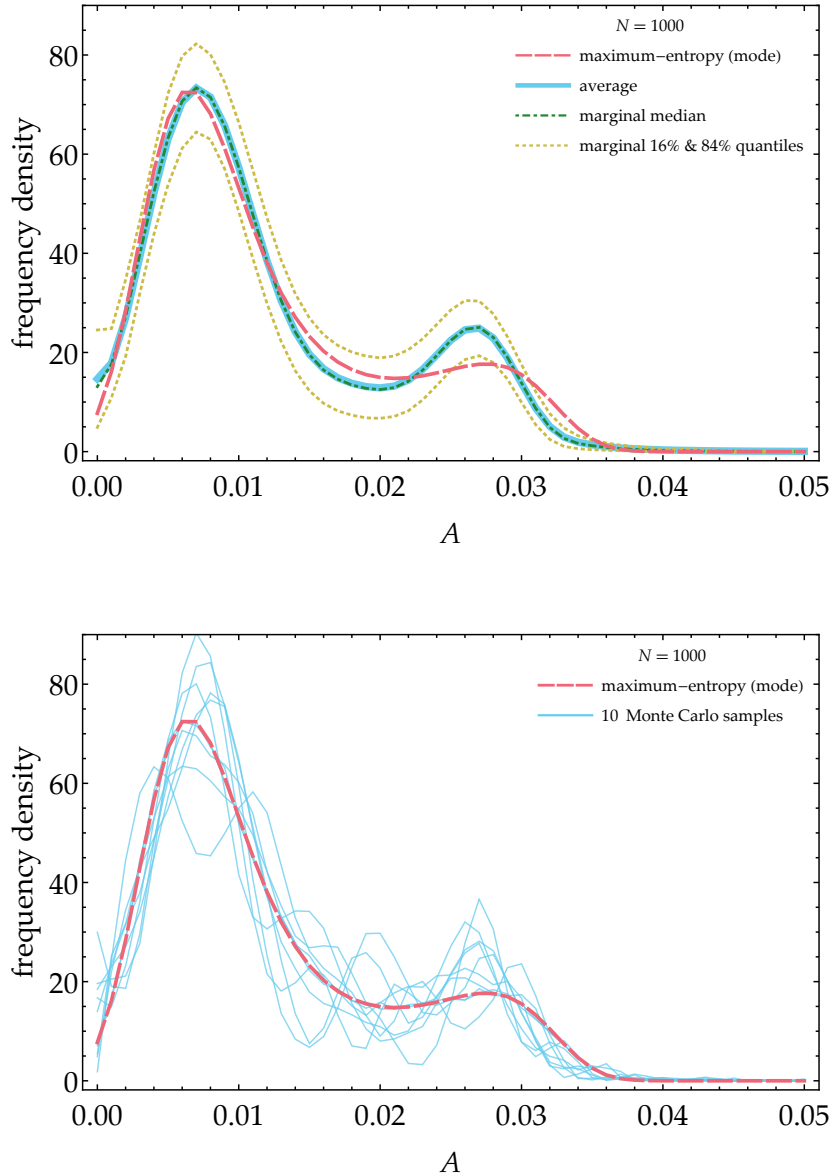 N = 1000
maximum−entropy (mode)
average
marginal median
marginal 16% & 84% quantiles
80
60
40
20
0
frequency density
0.00 0.01 0.02 0.03 0.04 0.05
A
N = 1000
maximum−entropy (mode)
10 Monte Carlo samples
80
60
40
20
0
frequency density
0.00 0.01 0.02 0.03 0.04 0.05
A